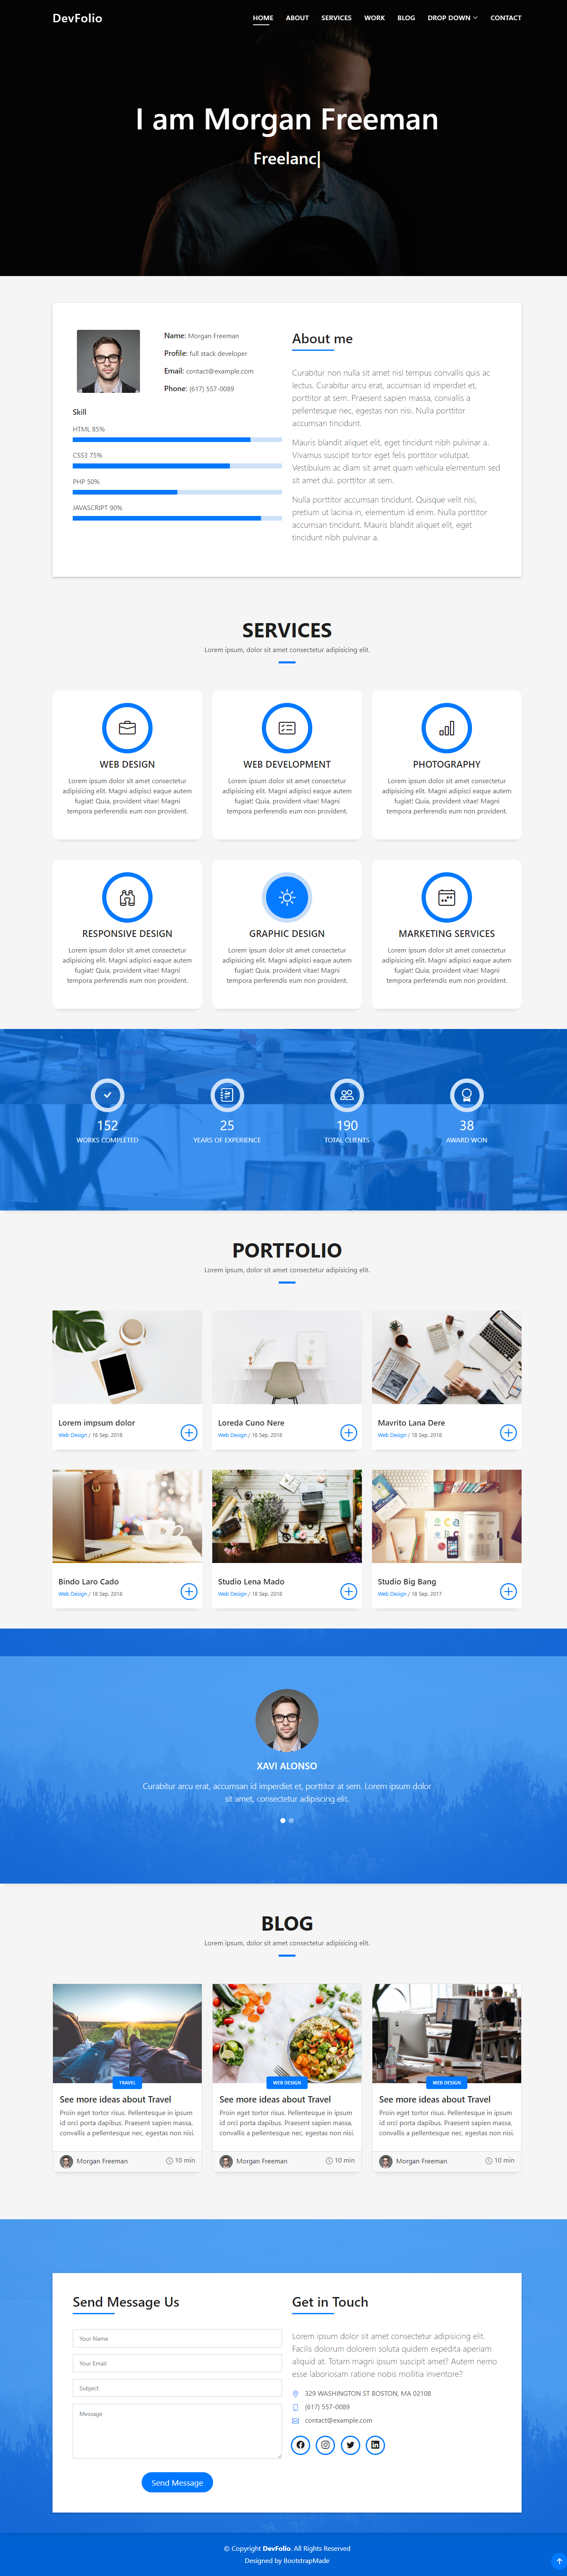 DevFolio
HOME ABOUT SERVICES WORK BLOG DROP DOWN CONTACT
I am Morgan Freeman
Freelanc|
Name: Morgan Freeman
Profile: full stack developer
Email: contact@example.com
Phone: (617) 557-0089
Skill
HTML 85%
CSS3 75%
PHP 50%
JAVASCRIPT 90%
About me
Curabitur non nulla sit amet nisl tempus convallis quis ac
lectus. Curabitur arcu erat, accumsan id imperdiet et,
porttitor at sem. Praesent sapien massa, convallis a
pellentesque nec, egestas non nisi. Nulla porttitor
accumsan tincidunt.
Mauris blandit aliquet elit, eget tincidunt nibh pulvinar a.
Vivamus suscipit tortor eget felis porttitor volutpat.
Vestibulum ac diam sit amet quam vehicula elementum sed
sit amet dui. porttitor at sem.
Nulla porttitor accumsan tincidunt. Quisque velit nisi,
pretium ut lacinia in, elementum id enim. Nulla porttitor
accumsan tincidunt. Mauris blandit aliquet elit, eget
tincidunt nibh pulvinar a.
SERVICES
Lorem ipsum, dolor sit amet consectetur adipisicing elit.
WEB DESIGN
Lorem ipsum dolor sit amet consectetur
adipisicing elit. Magni adipisci eaque autem
fugiat! Quia, provident vitae! Magni
tempora perferendis eum non provident.
WEB DEVELOPMENT
Lorem ipsum dolor sit amet consectetur
adipisicing elit. Magni adipisci eaque autem
fugiat! Quia, provident vitae! Magni
tempora perferendis eum non provident.
PHOTOGRAPHY
Lorem ipsum dolor sit amet consectetur
adipisicing elit. Magni adipisci eaque autem
fugiat! Quia, provident vitae! Magni
tempora perferendis eum non provident.
RESPONSIVE DESIGN
Lorem ipsum dolor sit amet consectetur
adipisicing elit. Magni adipisci eaque autem
fugiat! Quia, provident vitae! Magni
tempora perferendis eum non provident.
GRAPHIC DESIGN
Lorem ipsum dolor sit amet consectetur
adipisicing elit. Magni adipisci eaque autem
fugiat! Quia, provident vitae! Magni
tempora perferendis eum non provident.
MARKETING SERVICES
Lorem ipsum dolor sit amet consectetur
adipisicing elit. Magni adipisci eaque autem
fugiat! Quia, provident vitae! Magni
tempora perferendis eum non provident.
152
WORKS COMPLETED
25
YEARS OF EXPERIENCE
190
TOTAL CLIENTS
38
AWARD WON
PORTFOLIO
Lorem ipsum, dolor sit amet consectetur adipisicing elit.
Lorem impsum dolor
Web Design / 18 Sep. 2018
Loreda Cuno Nere
Web Design / 18 Sep. 2018
Mavrito Lana Dere
Web Design / 18 Sep. 2018
Bindo Laro Cado
Web Design / 18 Sep. 2018
Studio Lena Mado
Web Design / 18 Sep. 2018
Studio Big Bang
Web Design / 18 Sep. 2017
XAVI ALONSO
Curabitur arcu erat, accumsan id imperdiet et, porttitor at sem. Lorem ipsum dolor
sit amet, consectetur adipiscing elit.
BLOG
Lorem ipsum, dolor sit amet consectetur adipisicing elit.
TRAVEL
See more ideas about Travel
Proin eget tortor risus. Pellentesque in ipsum
id orci porta dapibus. Praesent sapien massa,
convallis a pellentesque nec, egestas non nisi.
Morgan Freeman 10 min
WEB DESIGN
See more ideas about Travel
Proin eget tortor risus. Pellentesque in ipsum
id orci porta dapibus. Praesent sapien massa,
convallis a pellentesque nec, egestas non nisi.
Morgan Freeman 10 min
WEB DESIGN
See more ideas about Travel
Proin eget tortor risus. Pellentesque in ipsum
id orci porta dapibus. Praesent sapien massa,
convallis a pellentesque nec, egestas non nisi.
Morgan Freeman 10 min
Send Message Us
Your Name
Your Email
Subject
Message
Send Message
Get in Touch
Lorem ipsum dolor sit amet consectetur adipisicing elit.
Facilis dolorum dolorem soluta quidem expedita aperiam
aliquid at. Totam magni ipsum suscipit amet? Autem nemo
esse laboriosam ratione nobis mollitia inventore?
329 WASHINGTON ST BOSTON, MA 02108
(617) 557-0089
contact@example.com
© Copyright DevFolio. All Rights Reserved
Designed by BootstrapMade